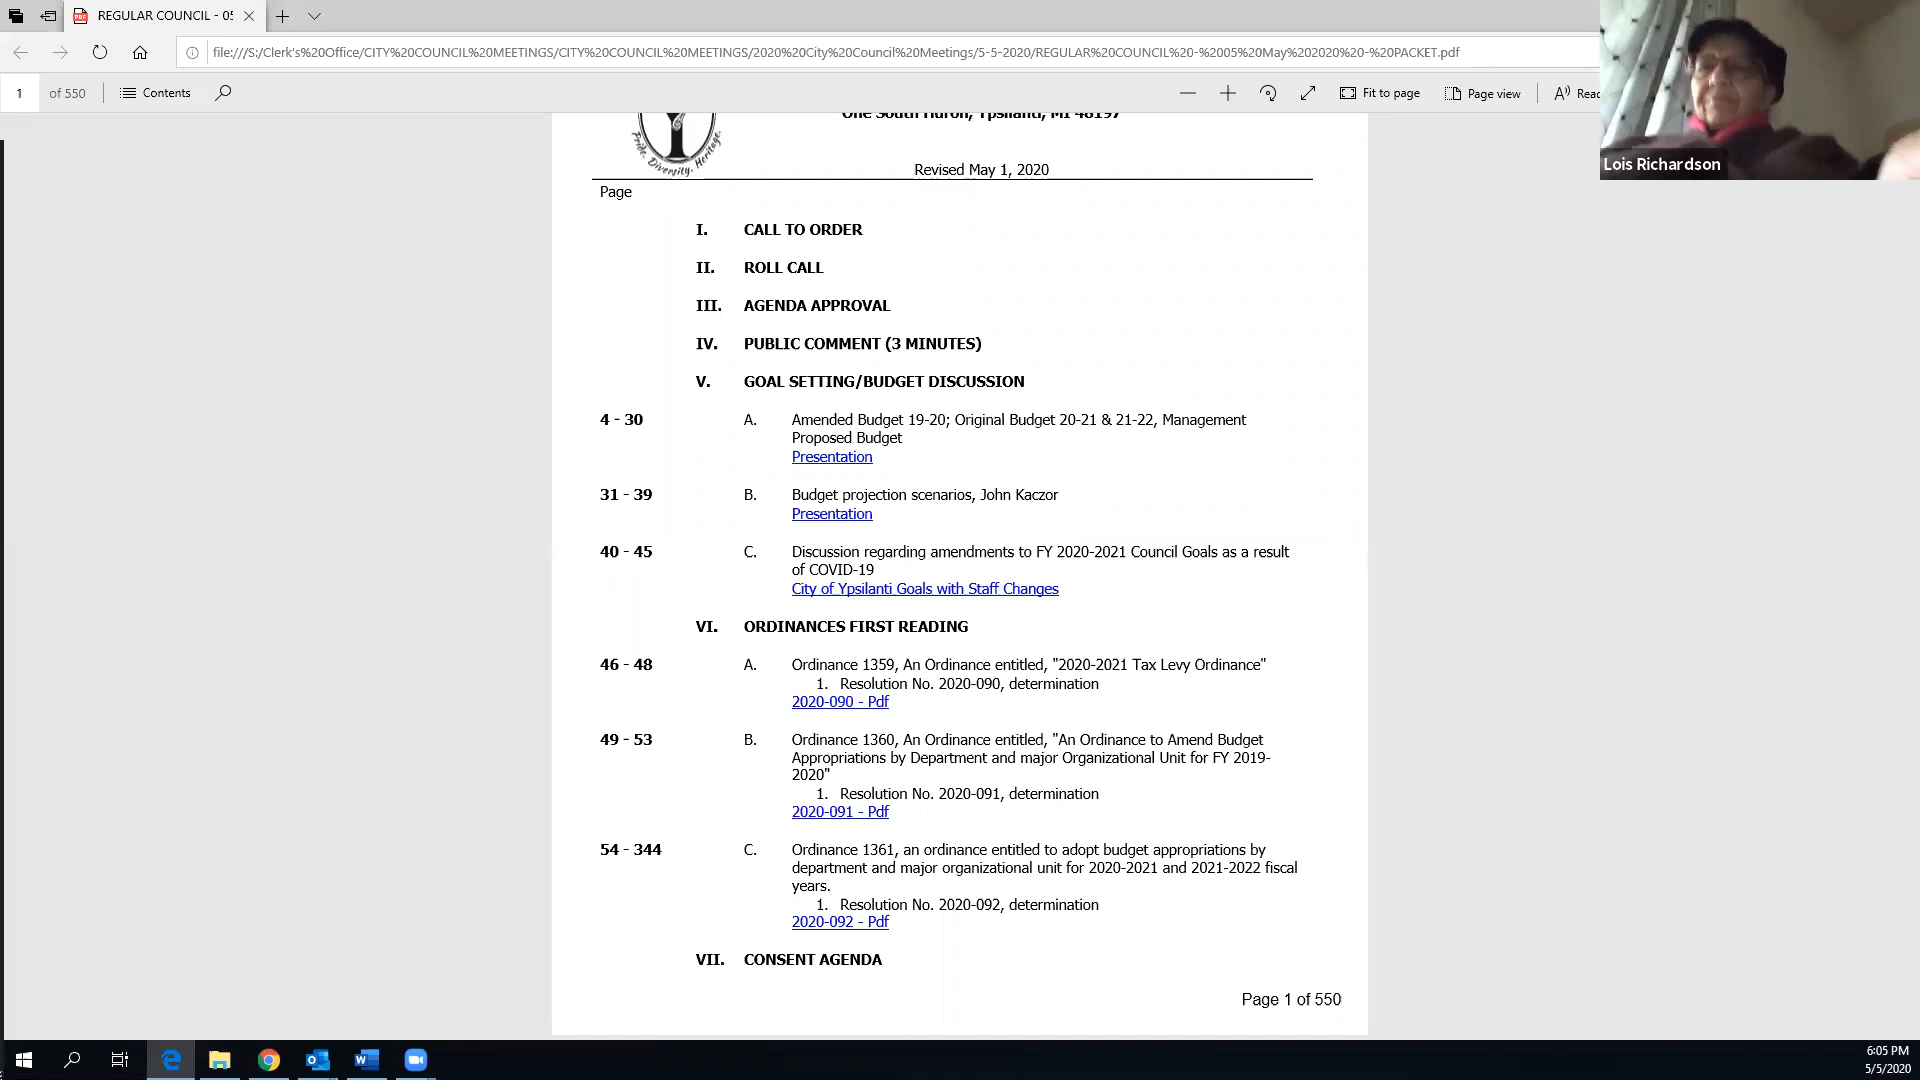 REGULAR COUNCIL - 05
file:///S:/Clerk's%20Office/CITY%20COUNCIL%20MEETINGS/CITY%20COUNCIL%20MEETINGS/2020%20City%20Council%20Meetings/5-5-2020/REGULAR%20COUNCIL%20-%2005%20May%202020%20-%20PACKET.pdf
1 of 550 Contents Fit to page Page view Read
Lois Richardson
One South Huron, Ypsilanti, MI 48197
Pride. Diversity. Heritage.
Revised May 1, 2020
Page
I. CALL TO ORDER
II. ROLL CALL
III. AGENDA APPROVAL
IV. PUBLIC COMMENT (3 MINUTES)
V. GOAL SETTING/BUDGET DISCUSSION
4 - 30 A. Amended Budget 19-20; Original Budget 20-21 & 21-22, Management
Proposed Budget
Presentation
31 - 39 B. Budget projection scenarios, John Kaczor
Presentation
40 - 45 C. Discussion regarding amendments to FY 2020-2021 Council Goals as a result
of COVID-19
City of Ypsilanti Goals with Staff Changes
VI. ORDINANCES FIRST READING
46 - 48 A. Ordinance 1359, An Ordinance entitled, "2020-2021 Tax Levy Ordinance"
1. Resolution No. 2020-090, determination
2020-090 - Pdf
49 - 53 B. Ordinance 1360, An Ordinance entitled, "An Ordinance to Amend Budget
Appropriations by Department and major Organizational Unit for FY 2019-
2020"
1. Resolution No. 2020-091, determination
2020-091 - Pdf
54 - 344 C. Ordinance 1361, an ordinance entitled to adopt budget appropriations by
department and major organizational unit for 2020-2021 and 2021-2022 fiscal
years.
1. Resolution No. 2020-092, determination
2020-092 - Pdf
VII. CONSENT AGENDA
Page 1 of 550
6:05 PM
5/5/2020